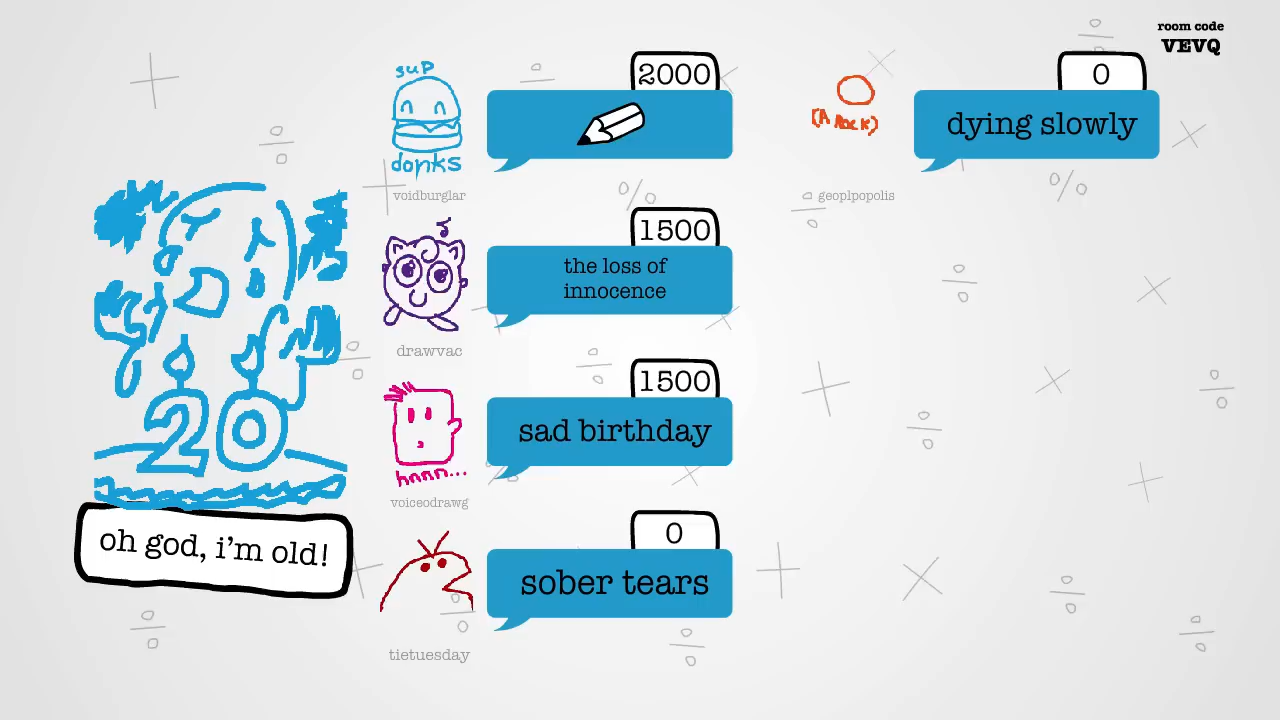 room code
VEVQ
sup
donks
voidburglar
2000
(A Rock)
geoplpopolis
0
dying slowly
drawvac
1500
the loss of
innocence
hnnn...
voiceodrawg
1500
sad birthday
tietuesday
0
sober tears
20
oh god, i'm old!